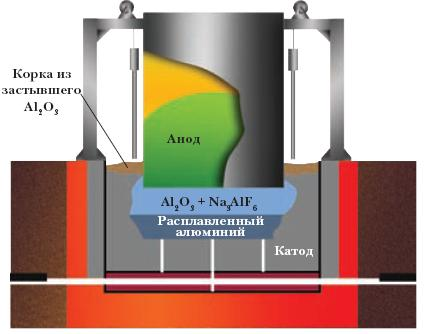 Корка из
застывшего
Al₂O₃
Анод
Al₂O₃ + Na₃AlF₆
Расплавленный
алюминий
Катод